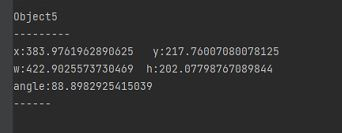 Object5
---------
x:383.9761962890625   y:217.76007080078125
w:422.9025573730469  h:202.07798767089844
angle:88.8982925415039
------